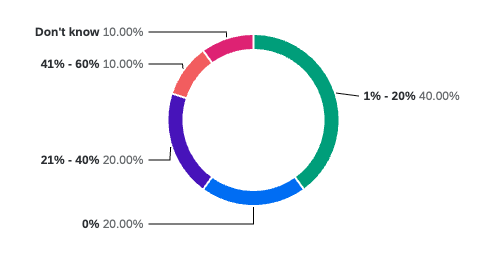 Don't know 10.00%
41% - 60% 10.00%
1% - 20% 40.00%
21% - 40% 20.00%
0% 20.00%